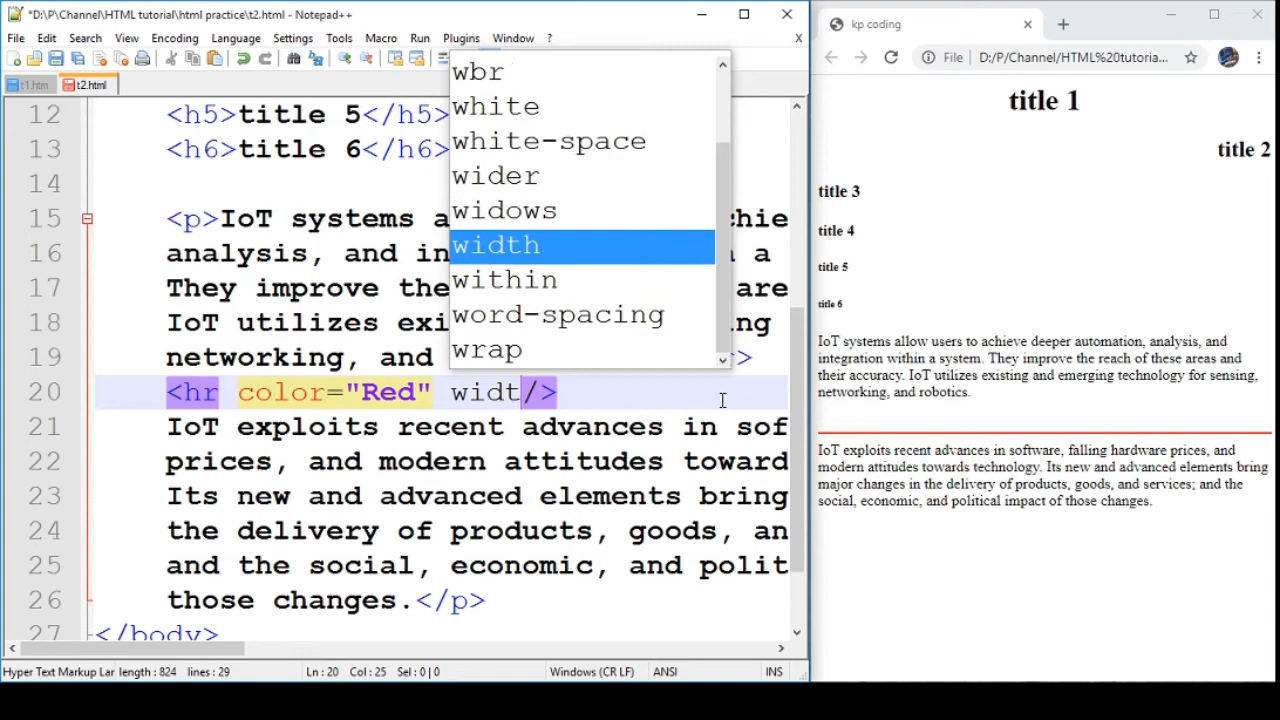 *D:\P\Channel\HTML tutorial\html practice\t2.html - Notepad++
File Edit Search View Encoding Language Settings Tools Macro Run Plugins Window ? X
t1.htm t2.html
wbr
white
white-space
wider
widows
width
within
word-spacing
wrap
12 <h5>title 5</h5>
13 <h6>title 6</h6>
14
15 <p>IoT systems a chie
16 analysis, and in a
17 They improve the are
18 IoT utilizes exi ng
19 networking, and >
20 <hr color="Red" widt/>
21 IoT exploits recent advances in sof
22 prices, and modern attitudes toward
23 Its new and advanced elements bring
24 the delivery of products, goods, an
25 and the social, economic, and polit
26 those changes.</p>
27 </body>
Hyper Text Markup Lar length : 824 lines : 29 Ln : 20 Col : 25 Sel : 0 | 0 Windows (CR LF) ANSI INS
kp coding
File D:/P/Channel/HTML%20tutoria...
title 1
title 2
title 3
title 4
title 5
title 6
IoT systems allow users to achieve deeper automation, analysis, and
integration within a system. They improve the reach of these areas and
their accuracy. IoT utilizes existing and emerging technology for sensing,
networking, and robotics.
IoT exploits recent advances in software, falling hardware prices, and
modern attitudes towards technology. Its new and advanced elements bring
major changes in the delivery of products, goods, and services; and the
social, economic, and political impact of those changes.